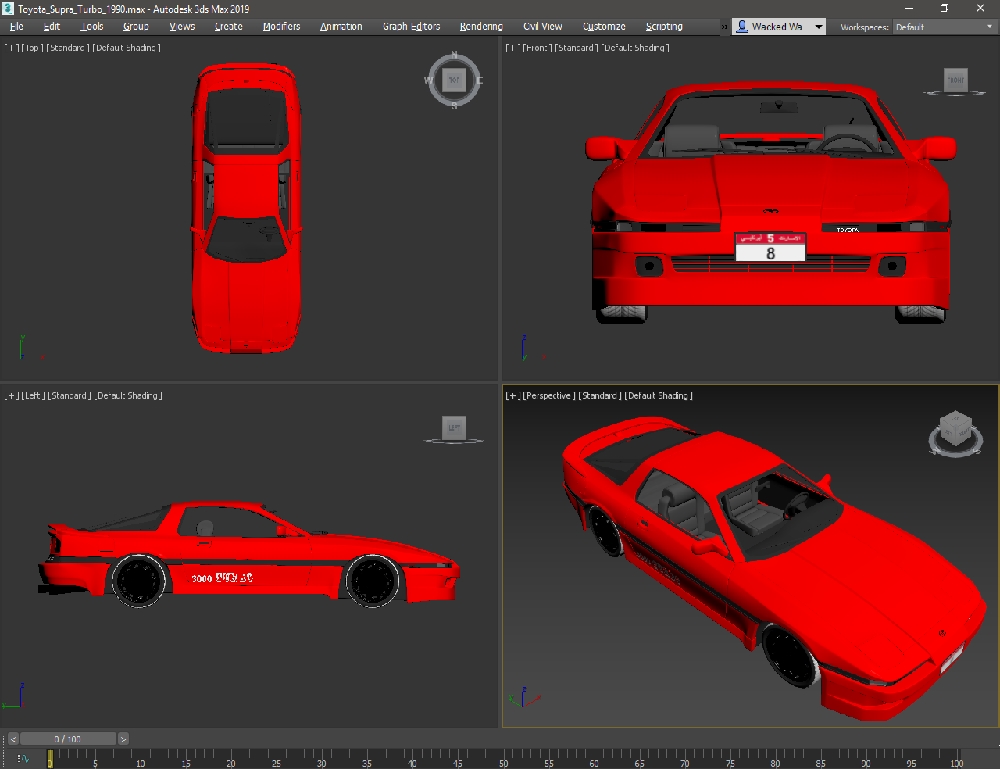 Toyota_Supra_Turbo_1990.max - Autodesk 3ds Max 2019
File Edit Tools Group Views Create Modifiers Animation Graph Editors Rendering Civil View Customize Scripting » Wacked Wa Workspaces: Default
[+] [Top] [Standard] [Default Shading]
N
W TOP E
S
[+] [Front] [Standard] [Default Shading]
FRONT
TOYOTA
5
8
[+] [Left] [Standard] [Default Shading]
LEFT
3000
[+] [Perspective] [Standard] [Default Shading]
< 0 / 100 >
0 5 10 15 20 25 30 35 40 45 50 55 60 65 70 75 80 85 90 95 100